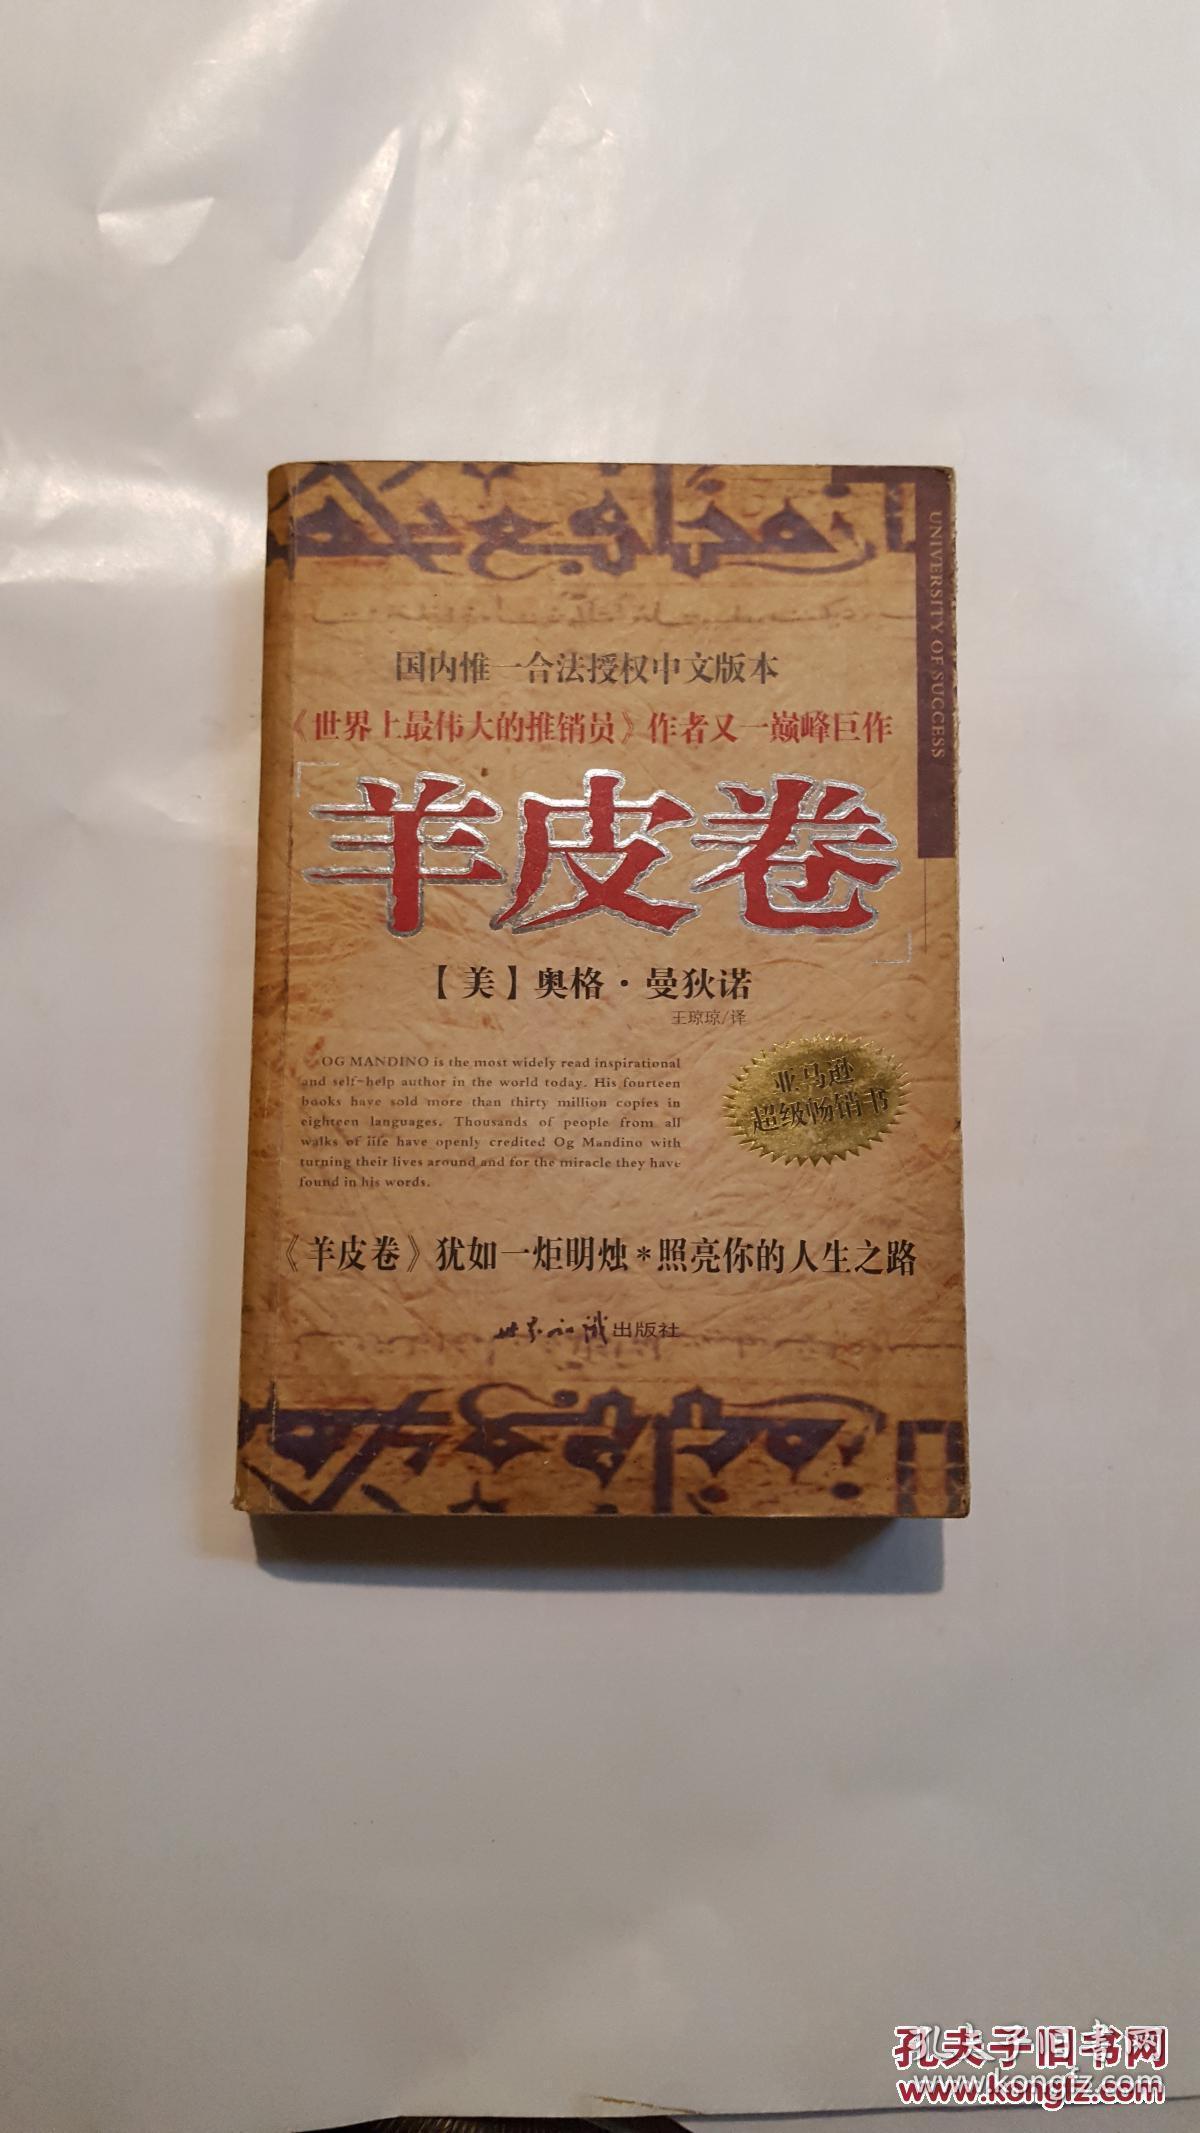 UNIVERSITY OF SUCCESS
国内惟一合法授权中文版本
《世界上最伟大的推销员》作者又一巅峰巨作
「羊皮卷」
【美】奥格·曼狄诺
王琼琼/译
OG MANDINO is the most widely read inspirational
and self-help author in the world today. His fourteen
books have sold more than thirty million copies in
eighteen languages. Thousands of people from all
walks of life have openly credited Og Mandino with
turning their lives around and for the miracle they have
found in his words.
亚马逊
超级畅销书
《羊皮卷》犹如一炬明烛*照亮你的人生之路
世界知识出版社
孔夫子旧书网
www.kongfz.com